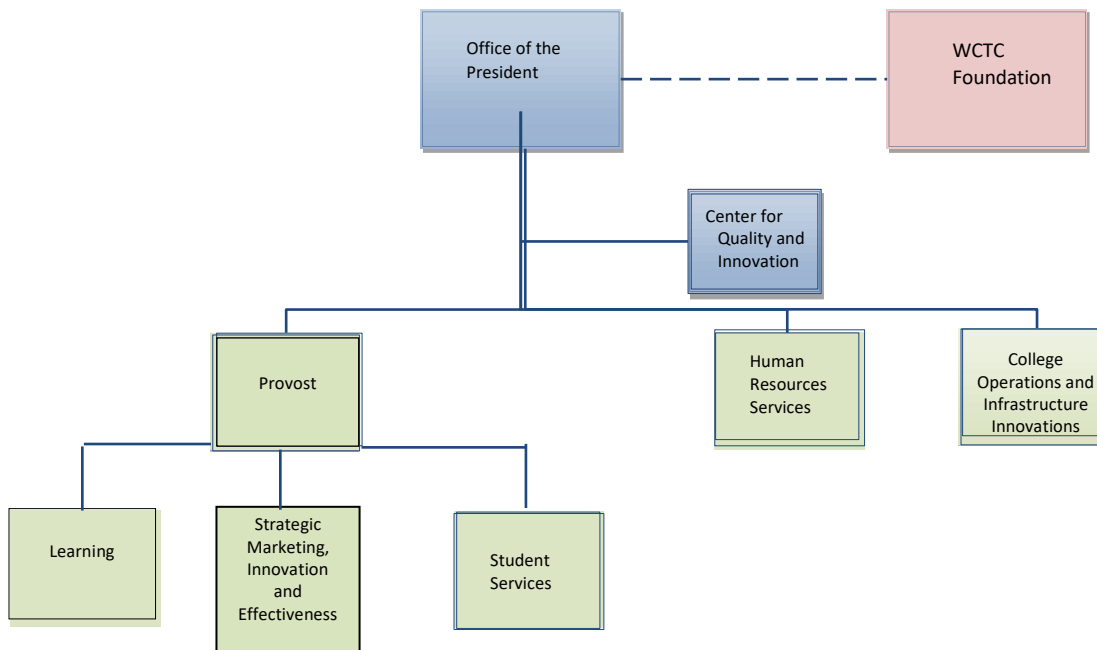 Office of the
President
WCTC
Foundation
Center for
Quality and
Innovation
Provost
Human
Resources
Services
College
Operations and
Infrastructure
Innovations
Learning
Strategic
Marketing,
Innovation
and
Effectiveness
Student
Services